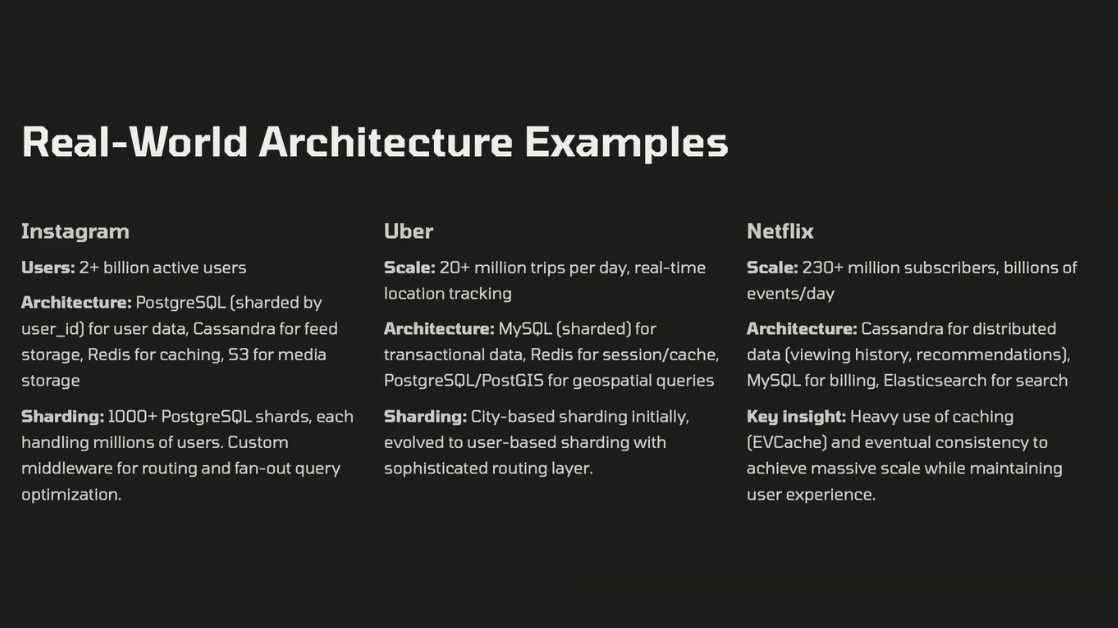 Real-World Architecture Examples
Instagram
Users: 2+ billion active users
Architecture: PostgreSQL (sharded by
user_id) for user data, Cassandra for feed
storage, Redis for caching, S3 for media
storage
Sharding: 1000+ PostgreSQL shards, each
handling millions of users. Custom
middleware for routing and fan-out query
optimization.
Uber
Scale: 20+ million trips per day, real-time
location tracking
Architecture: MySQL (sharded) for
transactional data, Redis for session/cache,
PostgreSQL/PostGIS for geospatial queries
Sharding: City-based sharding initially,
evolved to user-based sharding with
sophisticated routing layer.
Netflix
Scale: 230+ million subscribers, billions of
events/day
Architecture: Cassandra for distributed
data (viewing history, recommendations),
MySQL for billing, Elasticsearch for search
Key insight: Heavy use of caching
(EVCache) and eventual consistency to
achieve massive scale while maintaining
user experience.